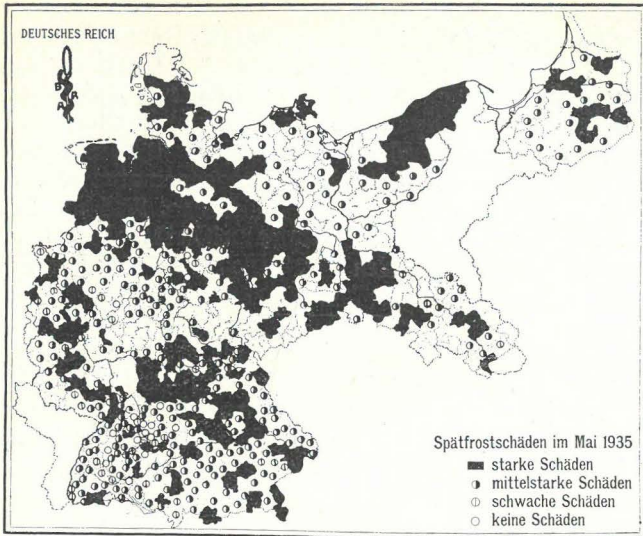 DEUTSCHES REICH
B R A
Spätfrostschäden im Mai 1935
starke Schäden
mittelstarke Schäden
schwache Schäden
keine Schäden